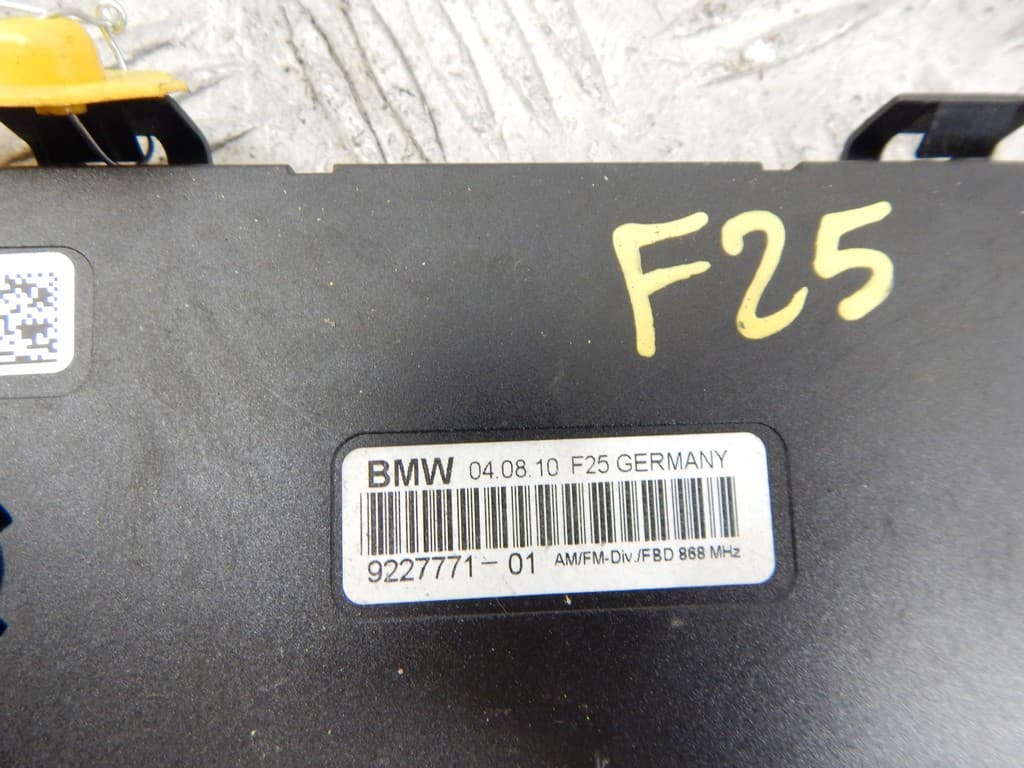 F25
BMW 04.08.10 F25 GERMANY
9227771-01 AM/FM-Div./FBD 868 MHz